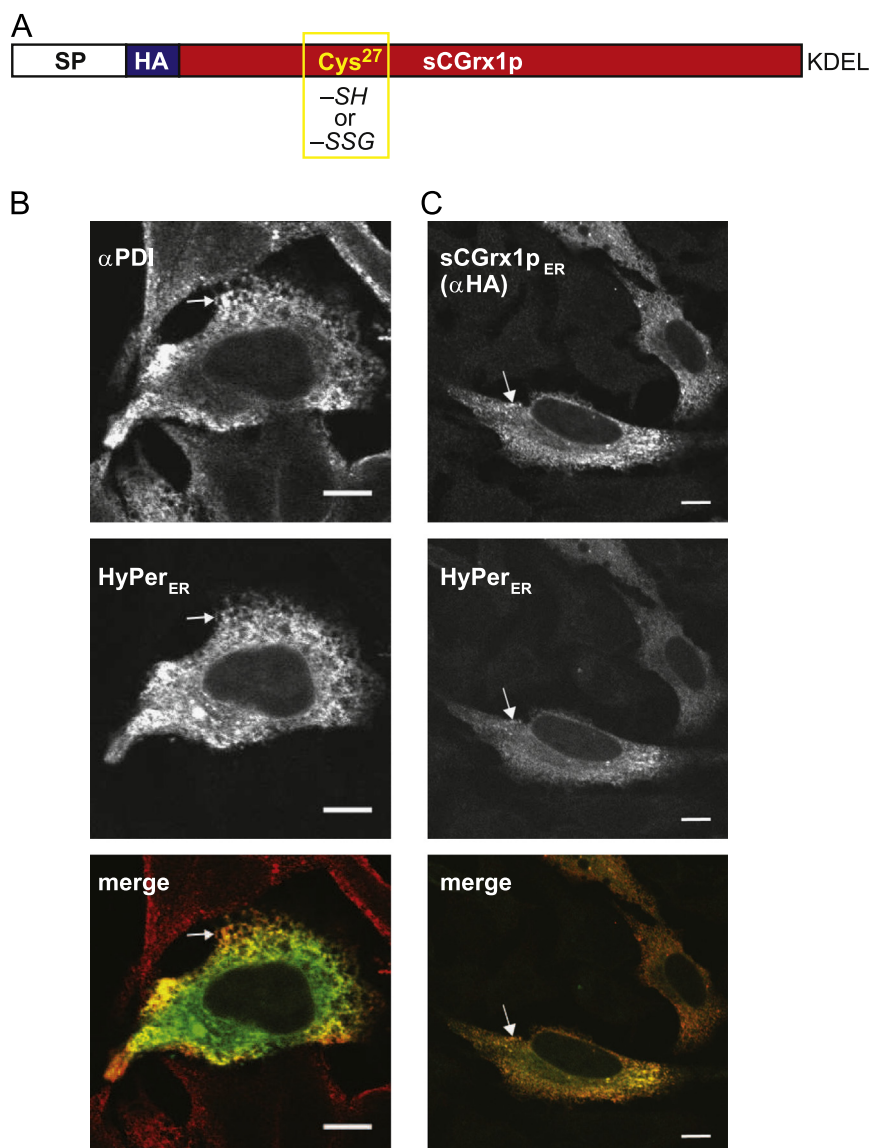 A
SP HA Cys27 sCGrx1p KDEL
–SH
or
–SSG
B
C
αPDI
sCGrx1pER
(αHA)
HyPerER
HyPerER
merge
merge